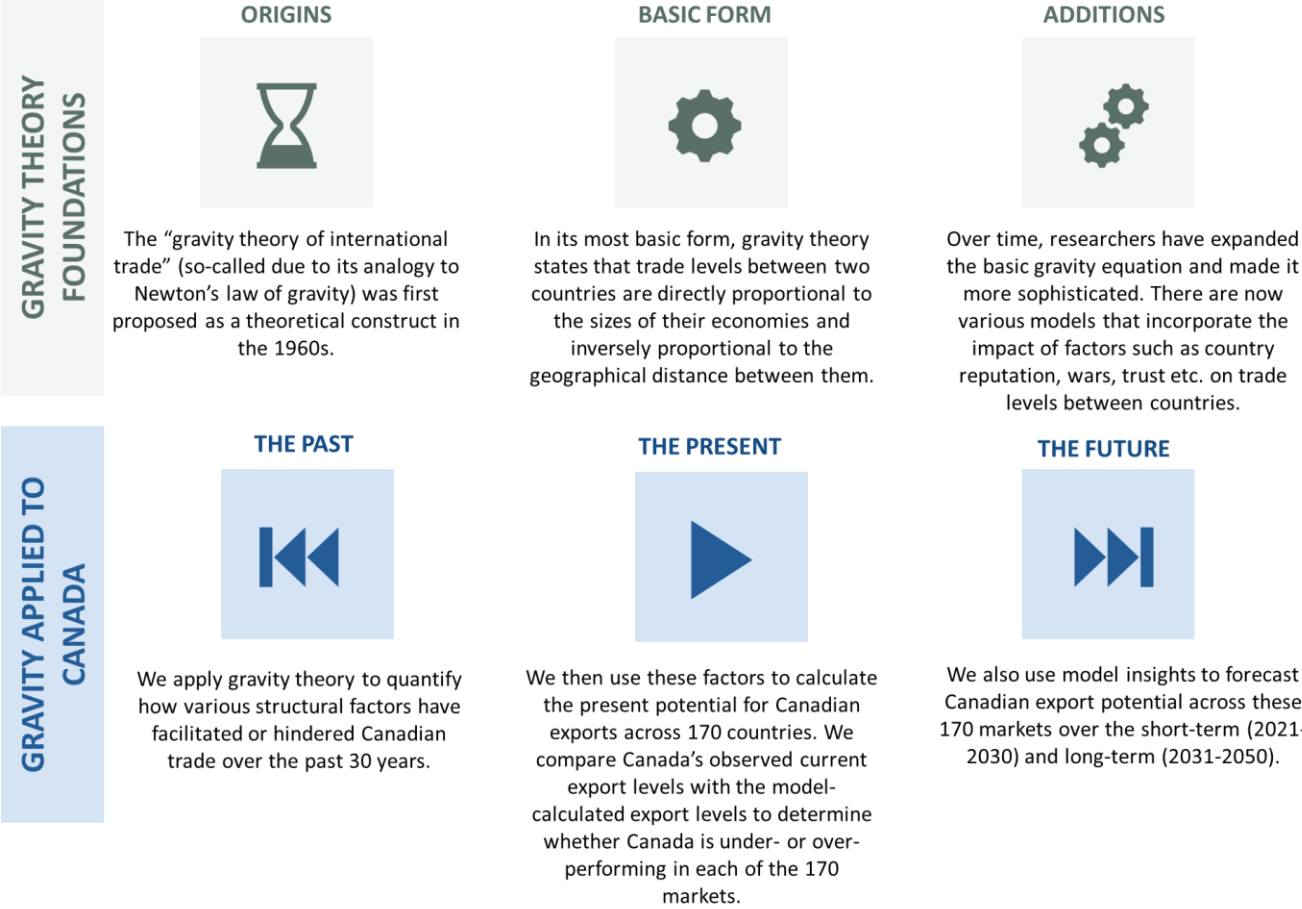 GRAVITY THEORY
FOUNDATIONS
ORIGINS
The “gravity theory of international
trade” (so-called due to its analogy to
Newton’s law of gravity) was first
proposed as a theoretical construct in
the 1960s.
BASIC FORM
In its most basic form, gravity theory
states that trade levels between two
countries are directly proportional to
the sizes of their economies and
inversely proportional to the
geographical distance between them.
ADDITIONS
Over time, researchers have expanded
the basic gravity equation and made it
more sophisticated. There are now
various models that incorporate the
impact of factors such as country
reputation, wars, trust etc. on trade
levels between countries.
GRAVITY APPLIED TO
CANADA
THE PAST
We apply gravity theory to quantify
how various structural factors have
facilitated or hindered Canadian
trade over the past 30 years.
THE PRESENT
We then use these factors to calculate
the present potential for Canadian
exports across 170 countries. We
compare Canada’s observed current
export levels with the model-
calculated export levels to determine
whether Canada is under- or over-
performing in each of the 170
markets.
THE FUTURE
We also use model insights to forecast
Canadian export potential across these
170 markets over the short-term (2021-
2030) and long-term (2031-2050).